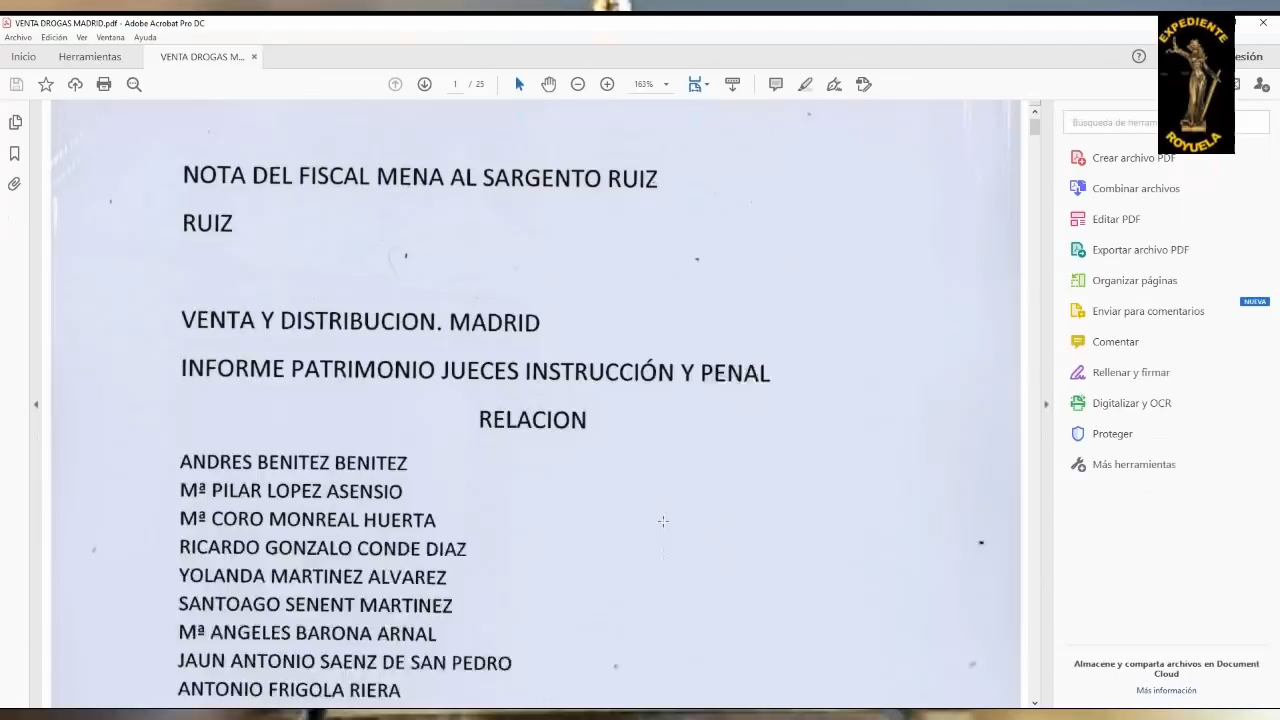 VENTA DROGAS MADRID.pdf - Adobe Acrobat Pro DC
Archivo Edición Ver Ventana Ayuda
Inicio Herramientas VENTA DROGAS M... ×
esión
1 / 25 163%
EXPEDIENTE
ROYUELA
NOTA DEL FISCAL MENA AL SARGENTO RUIZ
RUIZ
VENTA Y DISTRIBUCION. MADRID
INFORME PATRIMONIO JUECES INSTRUCCIÓN Y PENAL
RELACION
ANDRES BENITEZ BENITEZ
Mª PILAR LOPEZ ASENSIO
Mª CORO MONREAL HUERTA
RICARDO GONZALO CONDE DIAZ
YOLANDA MARTINEZ ALVAREZ
SANTOAGO SENENT MARTINEZ
Mª ANGELES BARONA ARNAL
JAUN ANTONIO SAENZ DE SAN PEDRO
ANTONIO FRIGOLA RIERA
Búsqueda de herram
Crear archivo PDF
Combinar archivos
Editar PDF
Exportar archivo PDF
Organizar páginas
NUEVA
Enviar para comentarios
Comentar
Rellenar y firmar
Digitalizar y OCR
Proteger
Más herramientas
Almacene y comparta archivos en Document
Cloud
Más información